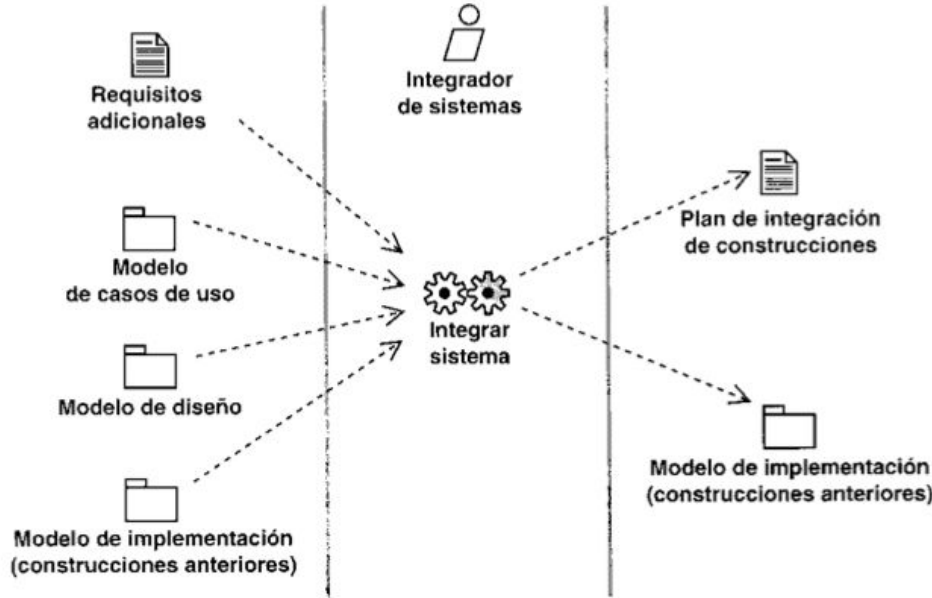 Requisitos
adicionales
Modelo
de casos de uso
Modelo de diseño
Modelo de implementación
(construcciones anteriores)
Integrador
de sistemas
Integrar
sistema
Plan de integración
de construcciones
Modelo de implementación
(construcciones anteriores)